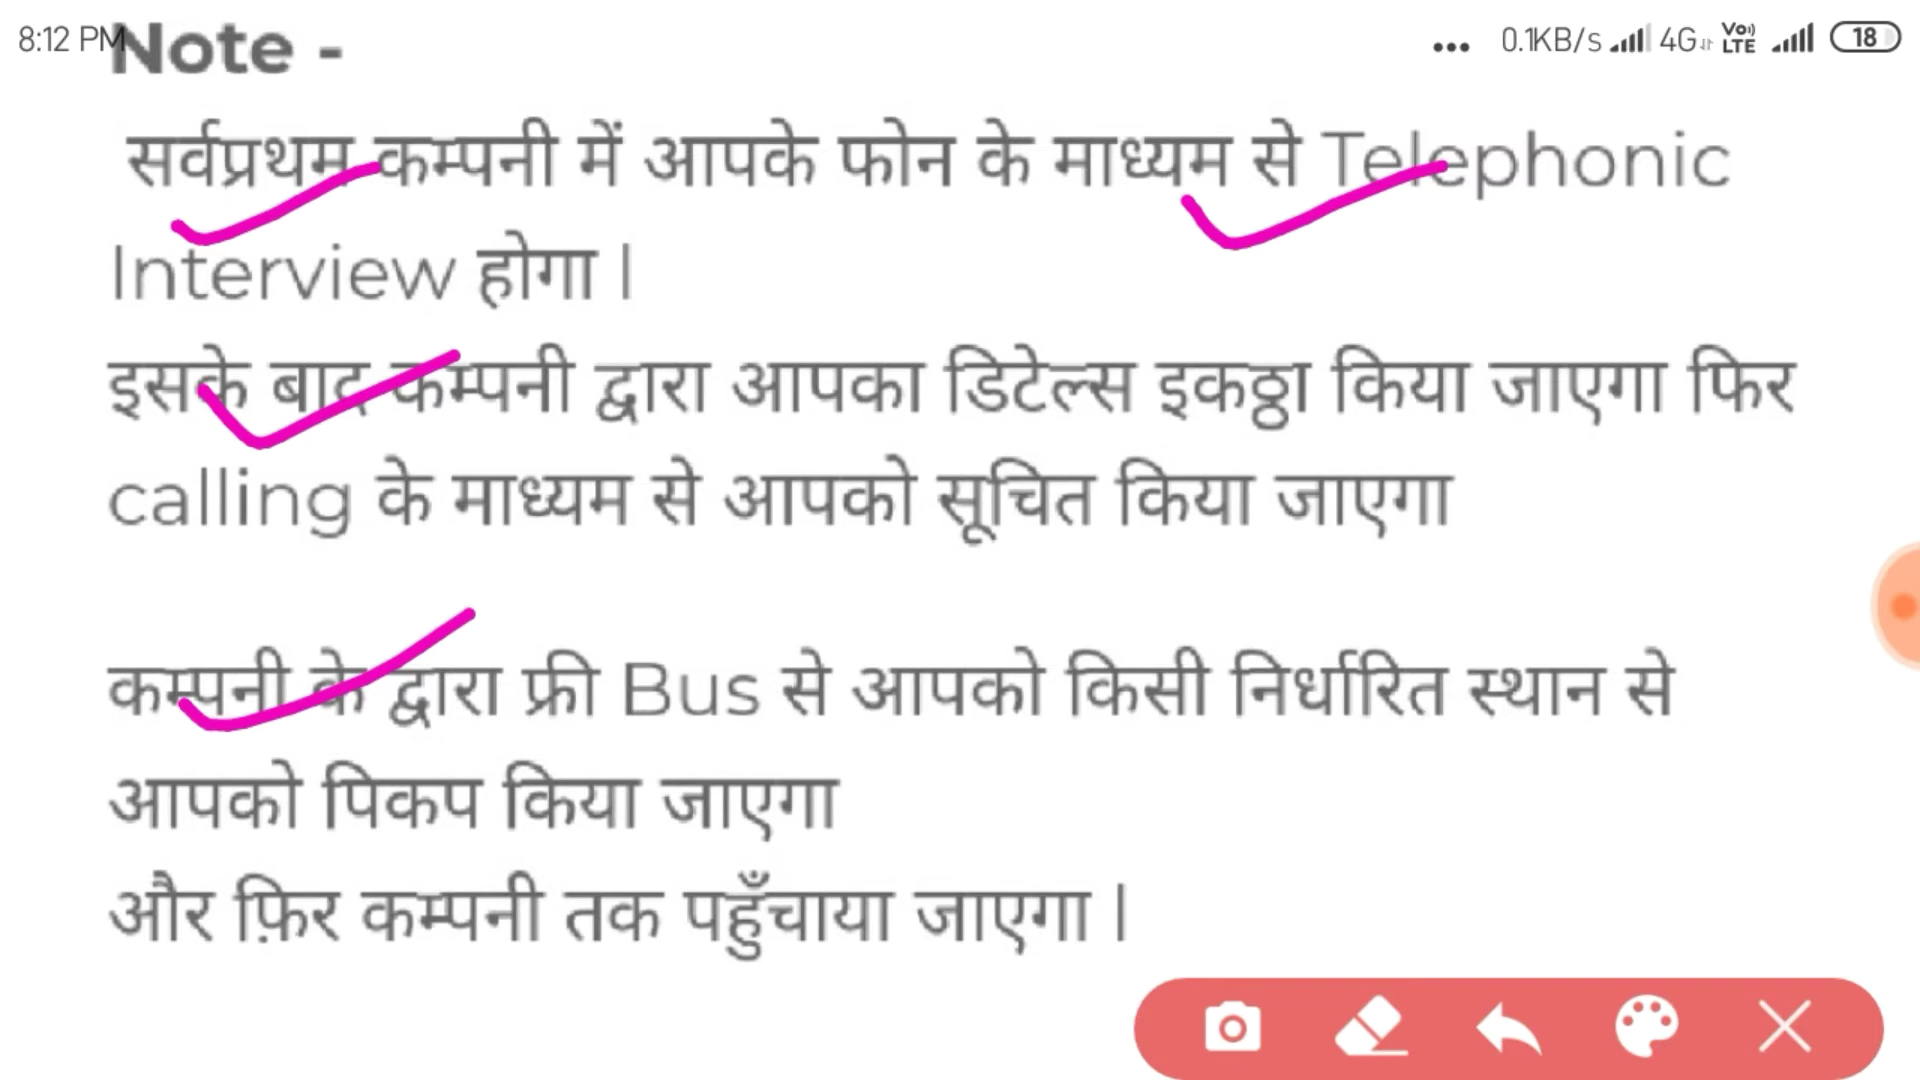 8:12 PM
0.1KB/s 4G Vo) LTE 18
Note -
सर्वप्रथम कम्पनी में आपके फोन के माध्यम से Telephonic
Interview होगा |
इसके बाद कम्पनी द्वारा आपका डिटेल्स इकठ्ठा किया जाएगा फिर
calling के माध्यम से आपको सूचित किया जाएगा
कम्पनी के द्वारा फ्री Bus से आपको किसी निर्धारित स्थान से
आपको पिकप किया जाएगा
और फ़िर कम्पनी तक पहुँचाया जाएगा |